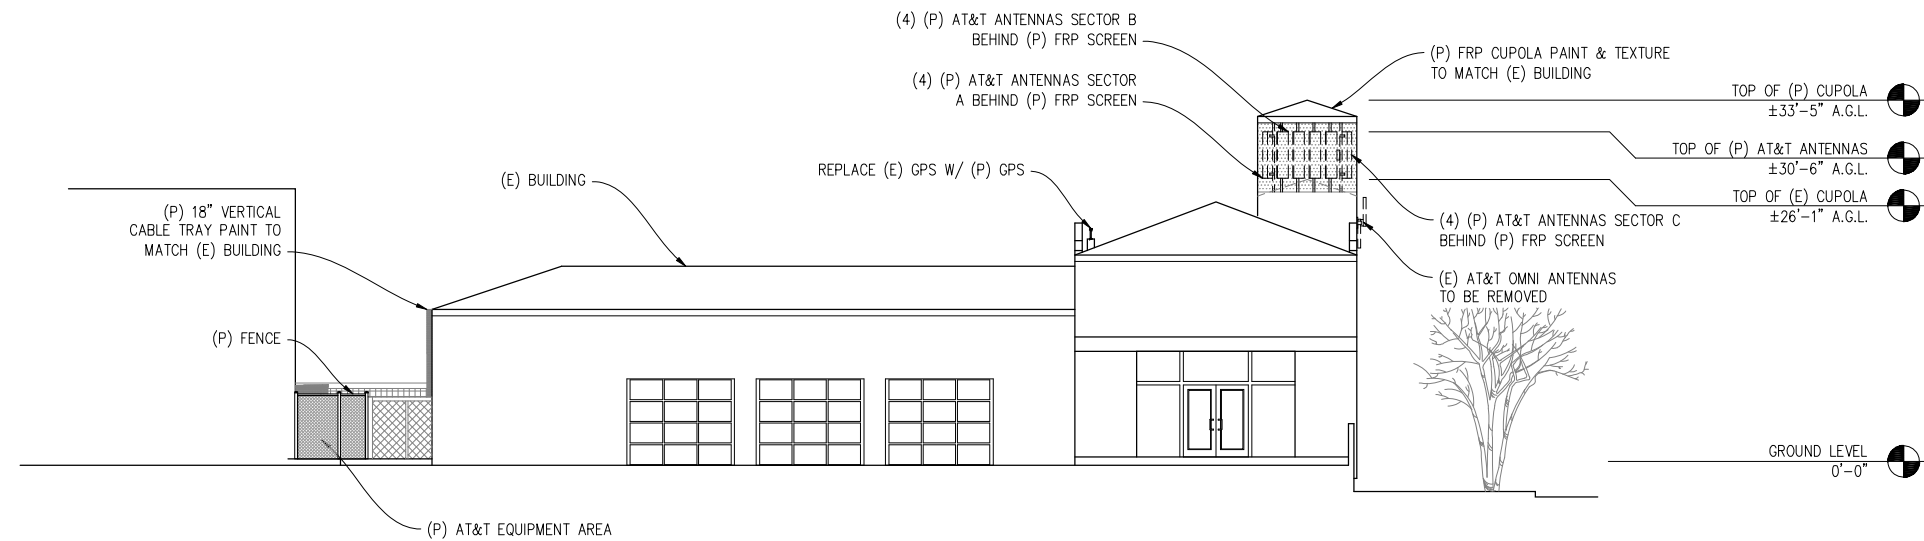 (4) (P) AT&T ANTENNAS SECTOR B
BEHIND (P) FRP SCREEN
(4) (P) AT&T ANTENNAS SECTOR
A BEHIND (P) FRP SCREEN
(P) FRP CUPOLA PAINT & TEXTURE
TO MATCH (E) BUILDING
TOP OF (P) CUPOLA
±33'-5" A.G.L.
TOP OF (P) AT&T ANTENNAS
±30'-6" A.G.L.
TOP OF (E) CUPOLA
±26'-1" A.G.L.
REPLACE (E) GPS W/ (P) GPS
(E) BUILDING
(P) 18" VERTICAL
CABLE TRAY PAINT TO
MATCH (E) BUILDING
(4) (P) AT&T ANTENNAS SECTOR C
BEHIND (P) FRP SCREEN
(E) AT&T OMNI ANTENNAS
TO BE REMOVED
(P) FENCE
GROUND LEVEL
0'-0"
(P) AT&T EQUIPMENT AREA